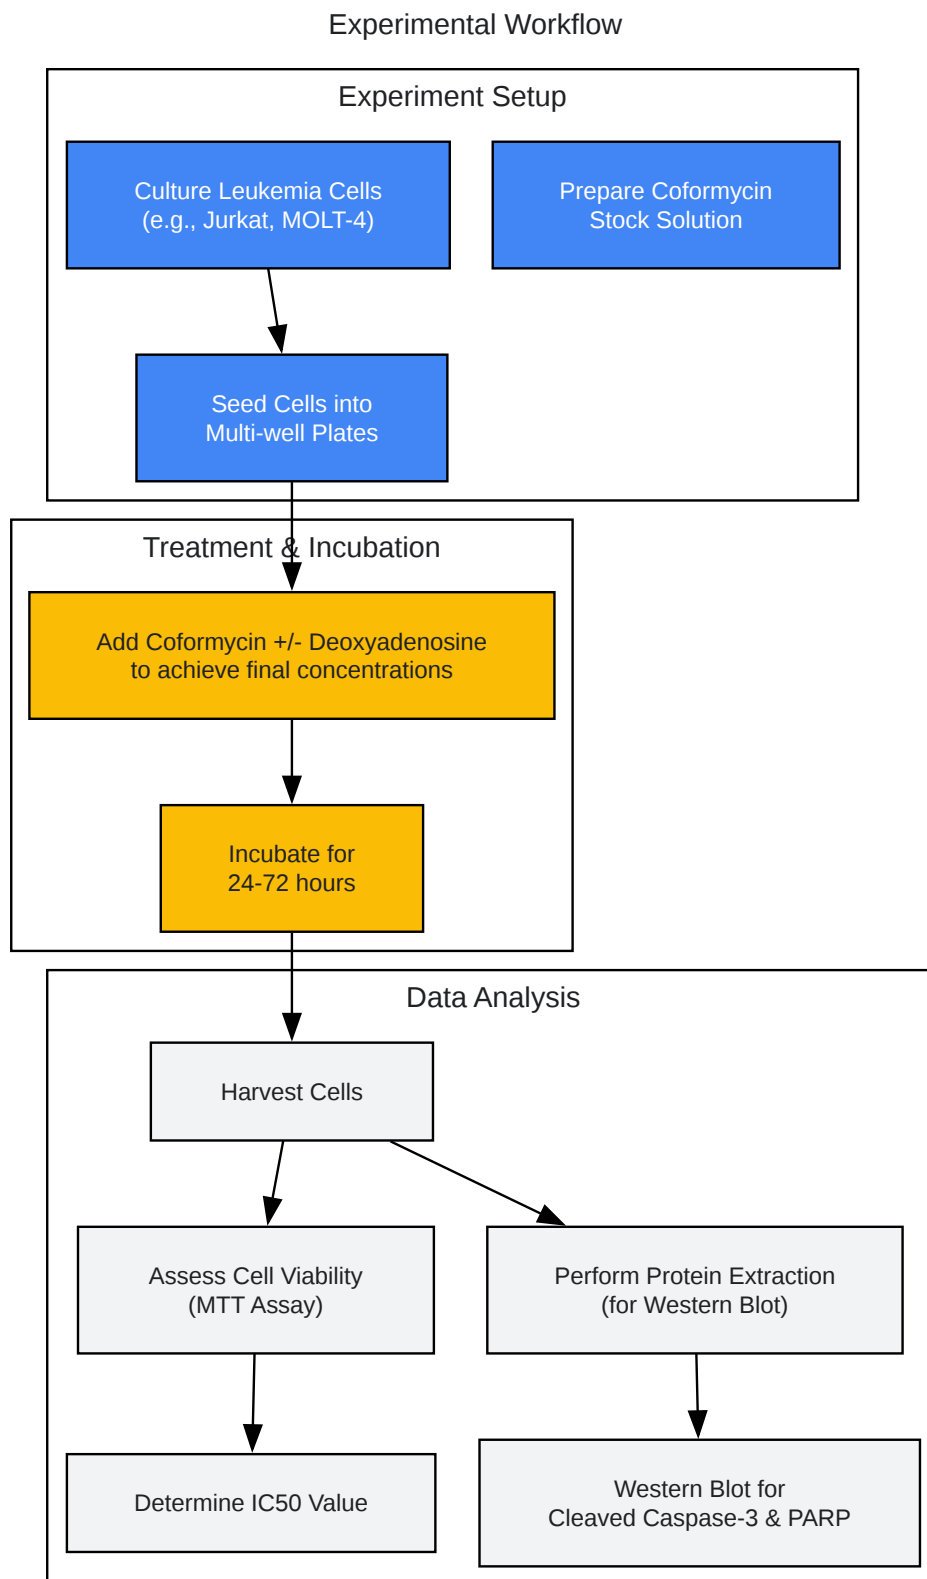 Experimental Workflow
Experiment Setup
Culture Leukemia Cells
(e.g., Jurkat, MOLT-4)
Prepare Coformycin
Stock Solution
Seed Cells into
Multi-well Plates
Treatment & Incubation
Add Coformycin +/- Deoxyadenosine
to achieve final concentrations
Incubate for
24-72 hours
Data Analysis
Harvest Cells
Assess Cell Viability
(MTT Assay)
Perform Protein Extraction
(for Western Blot)
Determine IC50 Value
Western Blot for
Cleaved Caspase-3 & PARP